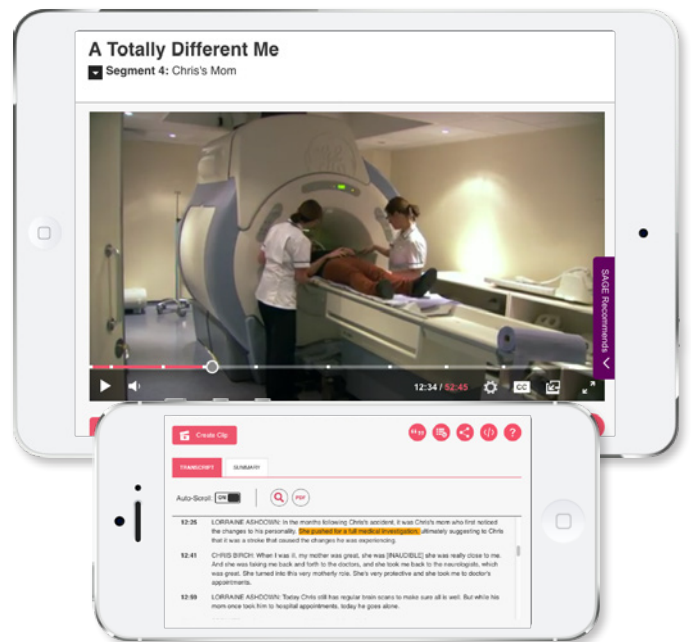 A Totally Different Me
Segment 4: Chris's Mom
SAGE Recommends
12:34 / 52:45
CC
Create Clip
TRANSCRIPT
SUMMARY
Auto-Scroll: ON
PDF
12:26 LORRAINE ASHDOWN: In the months following Chris's accident, it was Chris's mom who first noticed
the changes to his personality. She pushed for a full medical investigation, ultimately suggesting to Chris
that it was a stroke that caused the changes he was experiencing.
12:41 CHRIS BIRCH: When I was ill, my mother was great, she was [INAUDIBLE] she was really close to me.
And she was taking me back and forth to the doctors, and she took me back to the neurologists, which
was great. She turned into this very motherly role. She's very protective and she took me to doctor's
appointments.
12:59 LORRAINE ASHDOWN: Today Chris still has regular brain scans to make sure all is well. But while his
mom once took him to hospital appointments, today he goes alone.